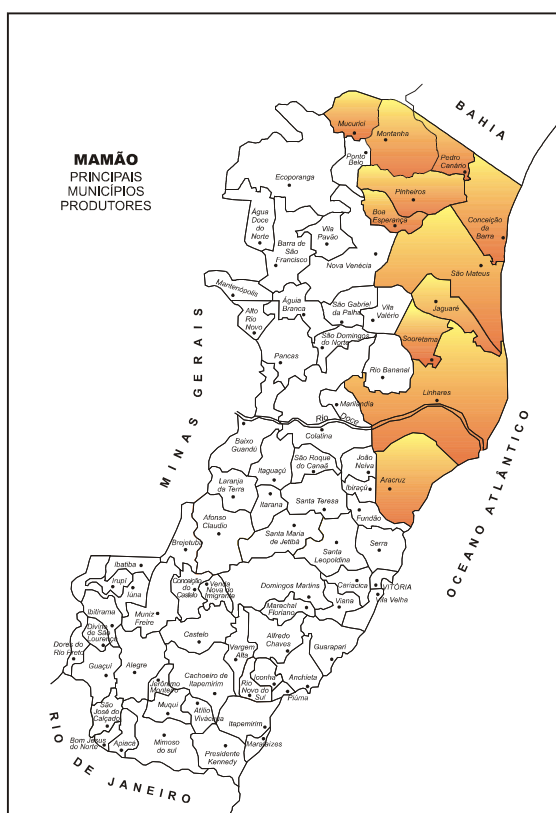 BAHIA
MAMÃO
PRINCIPAIS
MUNICÍPIOS
PRODUTORES
Mucurici
Montanha
Ponto
Belo
Pedro
Canário
Ecoporanga
Pinheiros
Água
Doce
do
Norte
Vila
Pavão
Boa
Esperança
Conceição
da
Barra
Barra de
São
Francisco
Nova Venécia
São Mateus
Mantenópolis
Águia
Branca
São Gabriel
da Palha
Vila
Valério
Jaguaré
Alto
Rio
Novo
São Domingos
do Norte
Sooretama
Pancas
Rio Bananal
Linhares
Marilandia
Rio Doce
MINAS GERAIS
Colatina
Baixo
Guandú
São Roque
do Canaã
João
Neiva
Itaguaçú
Laranja
da Terra
Ibiraçú
Aracruz
Itarana
Santa Teresa
Fundão
Afonso
Claudio
Santa Maria
de Jetibá
Santa
Leopoldina
Serra
OCEANO ATLÂNTICO
Brejetuba
Ibatiba
Irupi
Iúna
Conceição
do
Castelo
Venda
Nova do
Imigrante
Domingos Martins
Cariacica
VITÓRIA
Vila Velha
Viana
Marechal
Floriano
Ibitirama
Muniz
Freire
Divino
de São
Lourenço
Dores do
Rio Preto
Castelo
Vargem
Alta
Alfredo
Chaves
Guarapari
Guaçuí
Alegre
Jerônimo
Monteiro
Cachoeiro de
Itapemirim
Iconha
Rio
Novo do
Sul
Anchieta
Piúma
São
José do
Calçado
Muqui
Atílio
Vivácqua
Itapemirim
Bom Jesus
do Norte
Apiacá
Mimoso
do sul
Presidente
Kennedy
Marataízes
RIO DE JANEIRO